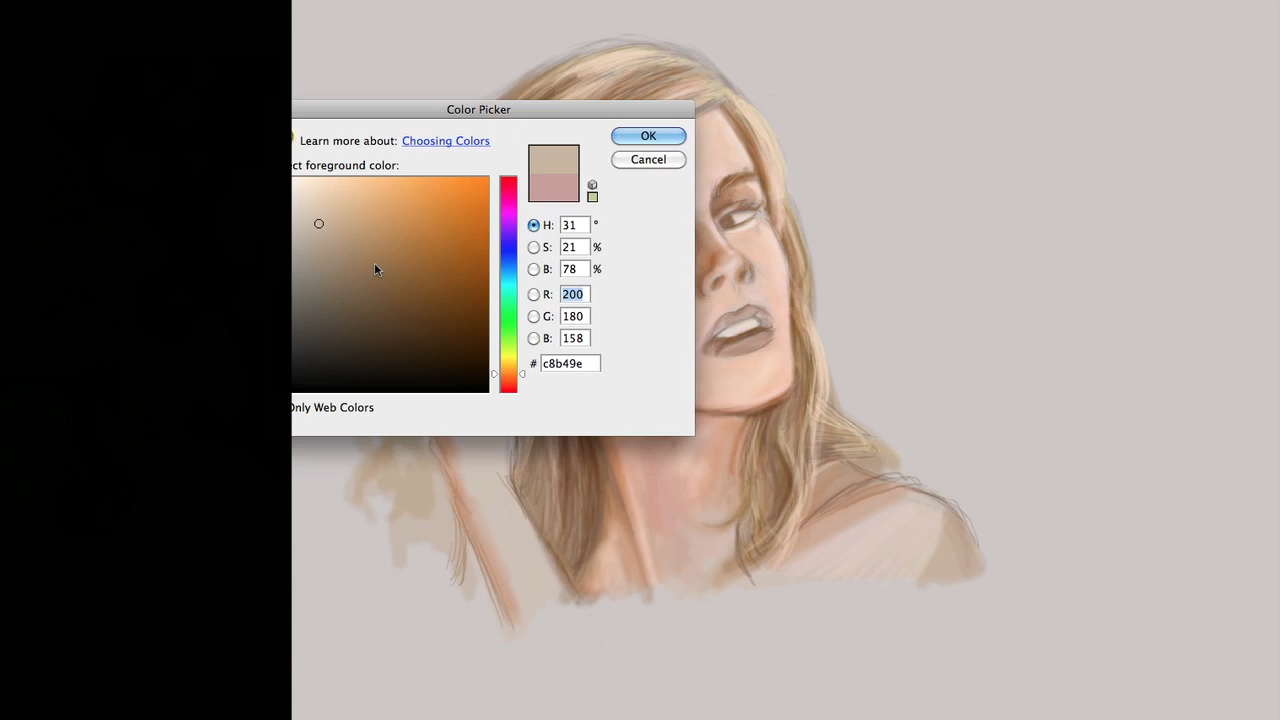 Color Picker
Learn more about: Choosing Colors
OK
ct foreground color:
Cancel
H: 31 °
S: 21 %
B: 78 %
R: 200
G: 180
B: 158
# c8b49e
Only Web Colors